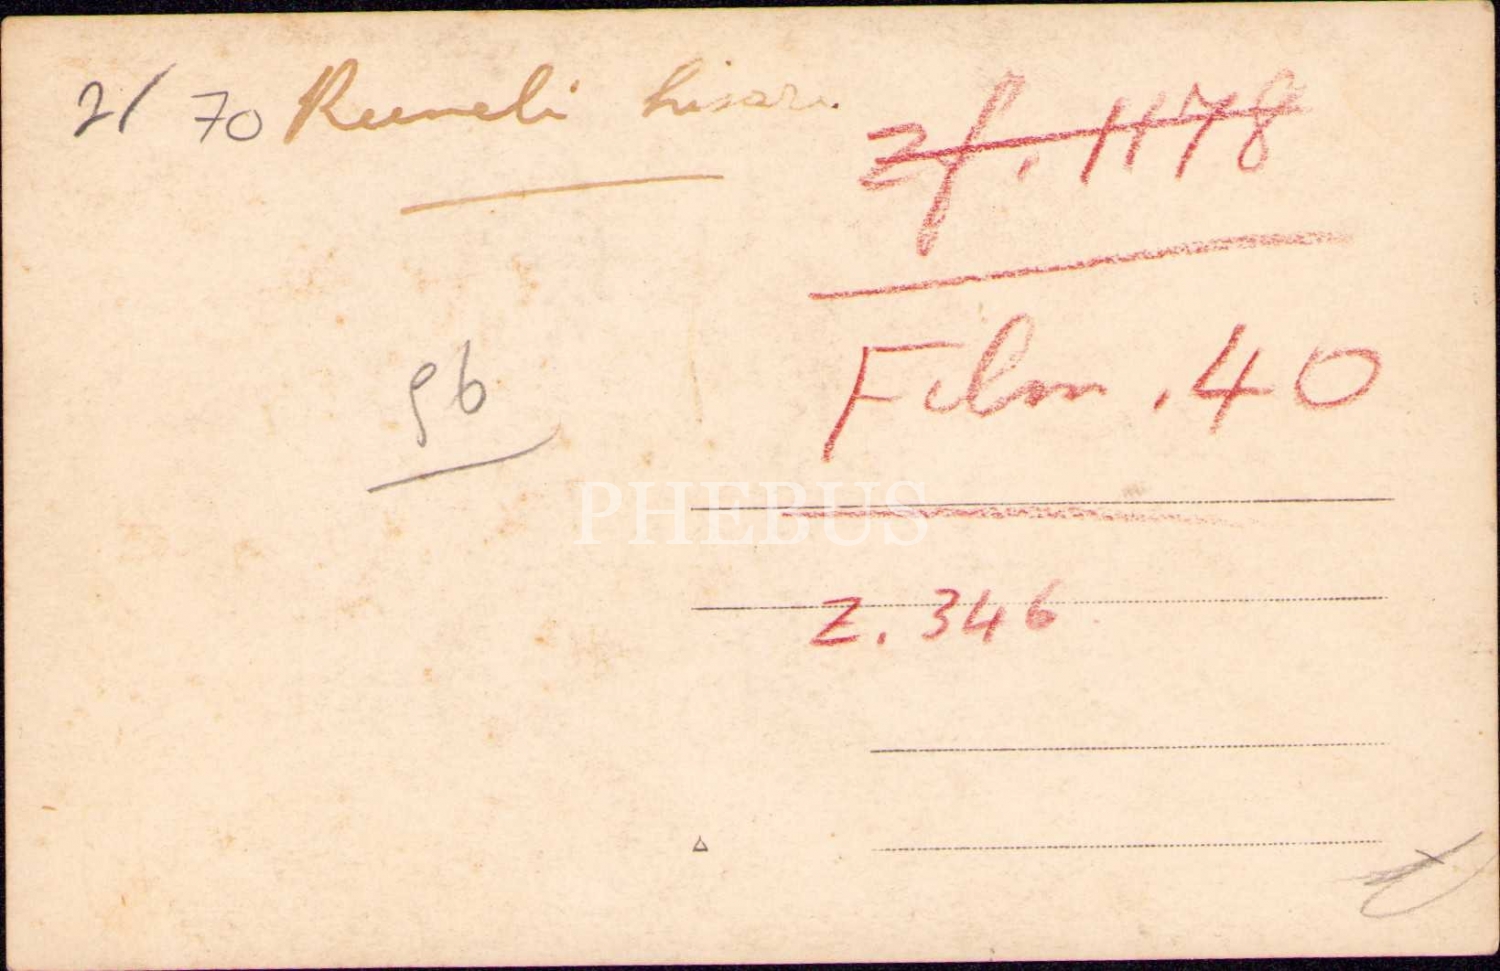 21 70 Rumeli hisarı
zf. 1178
Film. 40
96
PHEBUS
Z. 346